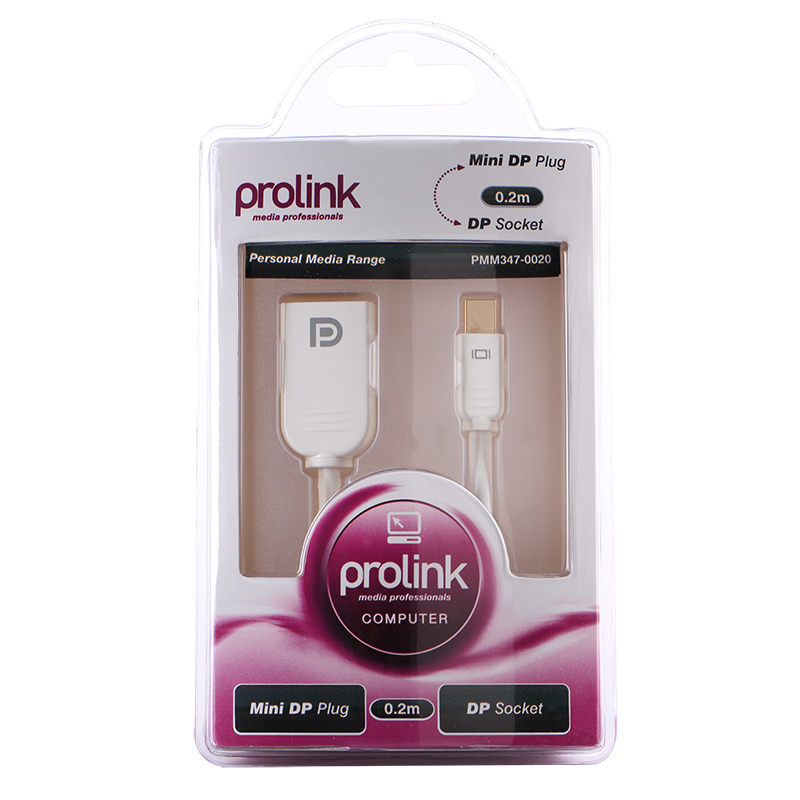 Mini DP Plug
prolink
media professionals
0.2m
DP Socket
Personal Media Range PMM347-0020
prolink
media professionals
COMPUTER
Mini DP Plug 0.2m DP Socket